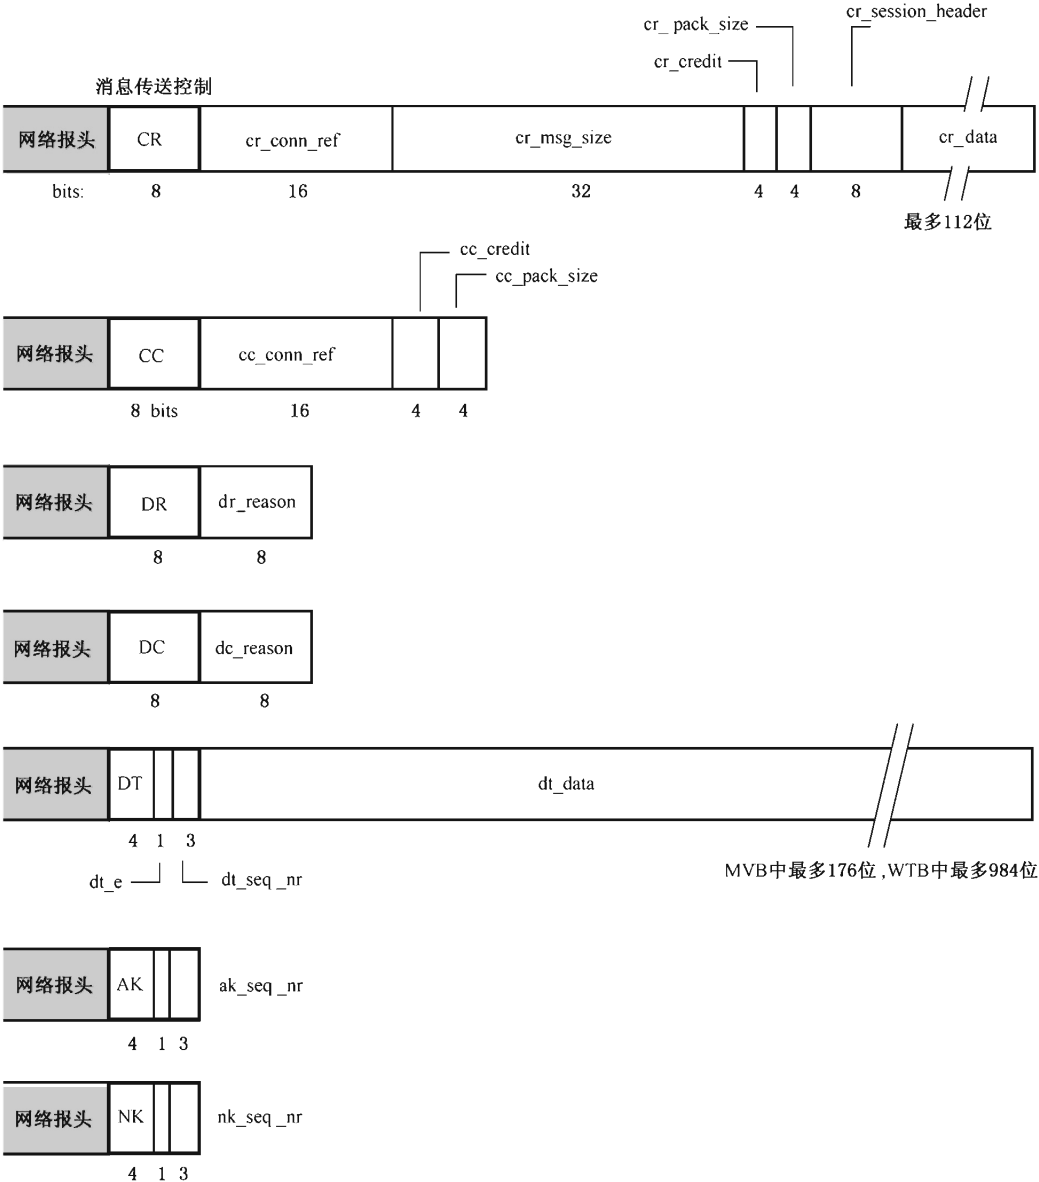 cr_session_header
cr_ pack_size
cr_credit
消息传送控制
网络报头 CR cr_conn_ref cr_msg_size cr_data
bits: 8 16 32 4 4 8
最多112位
cc_credit
cc_pack_size
网络报头 CC cc_conn_ref
8 bits 16 4 4
网络报头 DR dr_reason
8 8
网络报头 DC dc_reason
8 8
网络报头 DT dt_data
4 1 3
dt_e dt_seq _nr
MVB中最多176位,WTB中最多984位
网络报头 AK ak_seq _nr
4 1 3
网络报头 NK nk_seq _nr
4 1 3